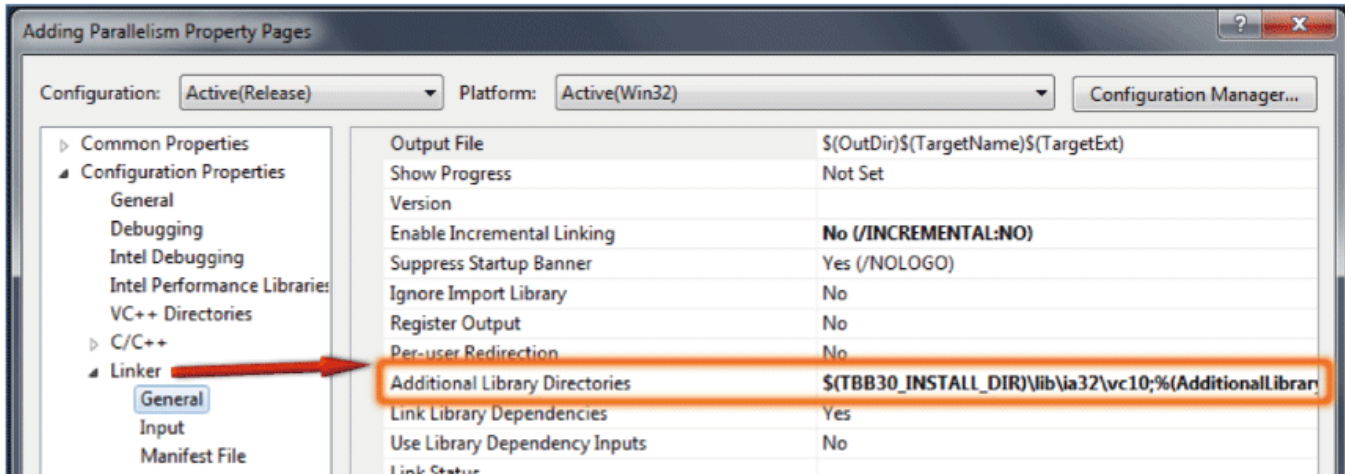 Adding Parallelism Property Pages
Configuration: Active(Release) Platform: Active(Win32) Configuration Manager...
Common Properties
Configuration Properties
General
Debugging
Intel Debugging
Intel Performance Libraries
VC++ Directories
C/C++
Linker
General
Input
Manifest File
Output File $(OutDir)$(TargetName)$(TargetExt)
Show Progress Not Set
Version
Enable Incremental Linking No (/INCREMENTAL:NO)
Suppress Startup Banner Yes (/NOLOGO)
Ignore Import Library No
Register Output No
Per-user Redirection No
Additional Library Directories $(TBB30_INSTALL_DIR)\lib\ia32\vc10;%(AdditionalLibrary
Link Library Dependencies Yes
Use Library Dependency Inputs No
Link Status